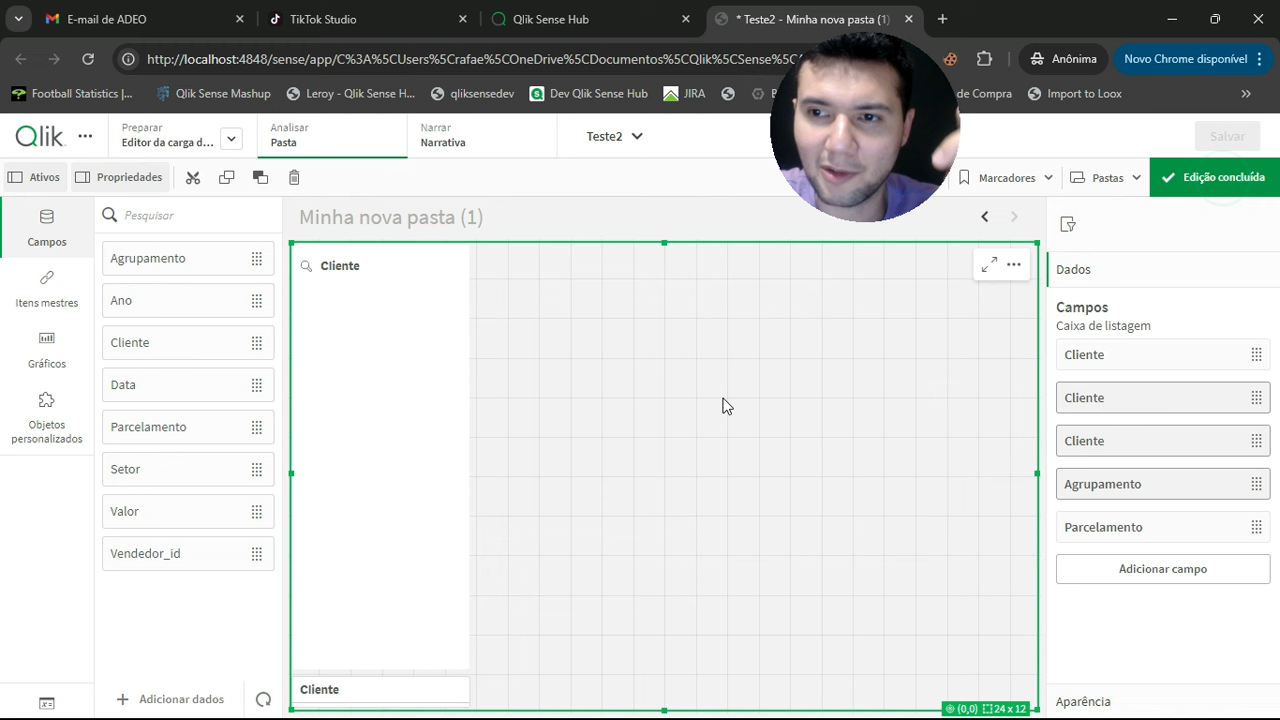 E-mail de ADEO
TikTok Studio
Qlik Sense Hub
* Teste2 - Minha nova pasta (1)
http://localhost:4848/sense/app/C%3A%5CUsers%5Crafae%5COneDrive%5CDocumentos%5CQlik%5CSense%5C
Anônima
Novo Chrome disponível
Football Statistics |...
Qlik Sense Mashup
Leroy - Qlik Sense H...
qliksensedev
Dev Qlik Sense Hub
JIRA
de Compra
Import to Loox
Qlik
Preparar
Editor da carga d...
Analisar
Pasta
Narrar
Narrativa
Teste2
Salvar
Ativos
Propriedades
Marcadores
Pastas
Edição concluída
Campos
Itens mestres
Gráficos
Objetos
personalizados
Pesquisar
Agrupamento
Ano
Cliente
Data
Parcelamento
Setor
Valor
Vendedor_id
Adicionar dados
Minha nova pasta (1)
Cliente
Cliente
(0,0) 24 x 12
Dados
Campos
Caixa de listagem
Cliente
Cliente
Cliente
Agrupamento
Parcelamento
Adicionar campo
Aparência